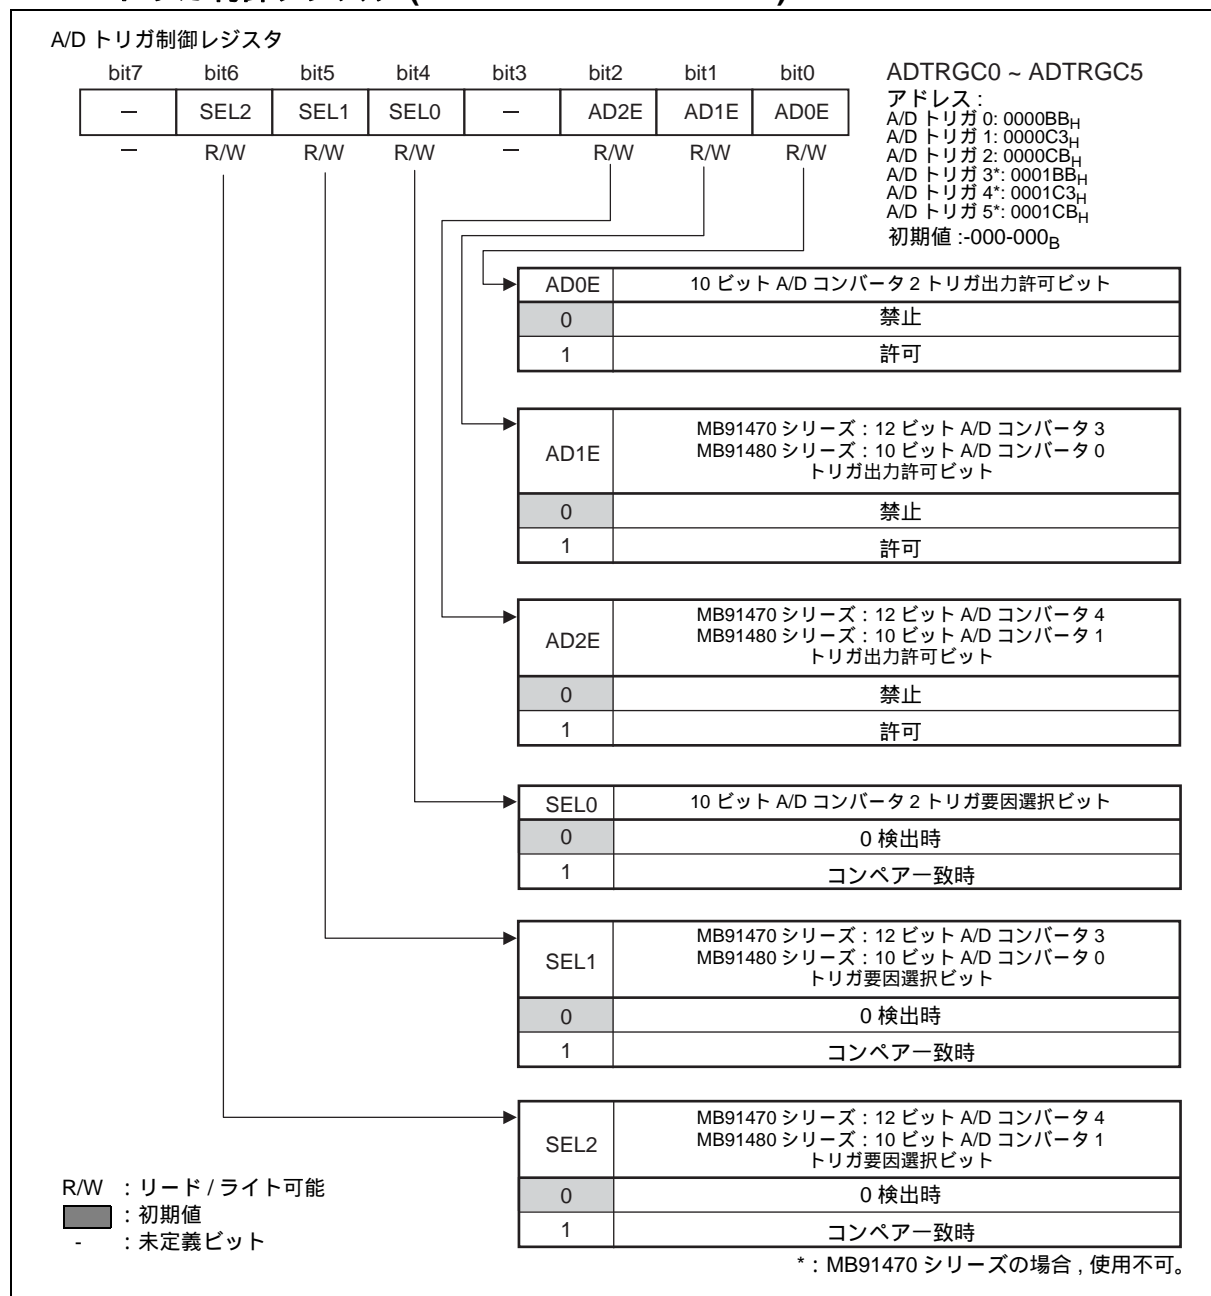 A/D トリガ制御レジスタ
bit7 bit6 bit5 bit4 bit3 bit2 bit1 bit0
– SEL2 SEL1 SEL0 – AD2E AD1E AD0E
– R/W R/W R/W – R/W R/W R/W
ADTRGC0 ~ ADTRGC5
アドレス :
A/D トリガ 0: 0000BBH
A/D トリガ 1: 0000C3H
A/D トリガ 2: 0000CBH
A/D トリガ 3*: 0001BBH
A/D トリガ 4*: 0001C3H
A/D トリガ 5*: 0001CBH
初期値 :-000-000B
AD0E 10 ビット A/D コンバータ 2 トリガ出力許可ビット
0 禁止
1 許可
AD1E
MB91470 シリーズ : 12 ビット A/D コンバータ 3
MB91480 シリーズ : 10 ビット A/D コンバータ 0
トリガ出力許可ビット
0 禁止
1 許可
AD2E
MB91470 シリーズ : 12 ビット A/D コンバータ 4
MB91480 シリーズ : 10 ビット A/D コンバータ 1
トリガ出力許可ビット
0 禁止
1 許可
SEL0 10 ビット A/D コンバータ 2 トリガ要因選択ビット
0 0 検出時
1 コンペア一致時
SEL1
MB91470 シリーズ : 12 ビット A/D コンバータ 3
MB91480 シリーズ : 10 ビット A/D コンバータ 0
トリガ要因選択ビット
0 0 検出時
1 コンペア一致時
SEL2
MB91470 シリーズ : 12 ビット A/D コンバータ 4
MB91480 シリーズ : 10 ビット A/D コンバータ 1
トリガ要因選択ビット
0 0 検出時
1 コンペア一致時
R/W : リード / ライト可能
: 初期値
- : 未定義ビット
* : MB91470 シリーズの場合 , 使用不可。